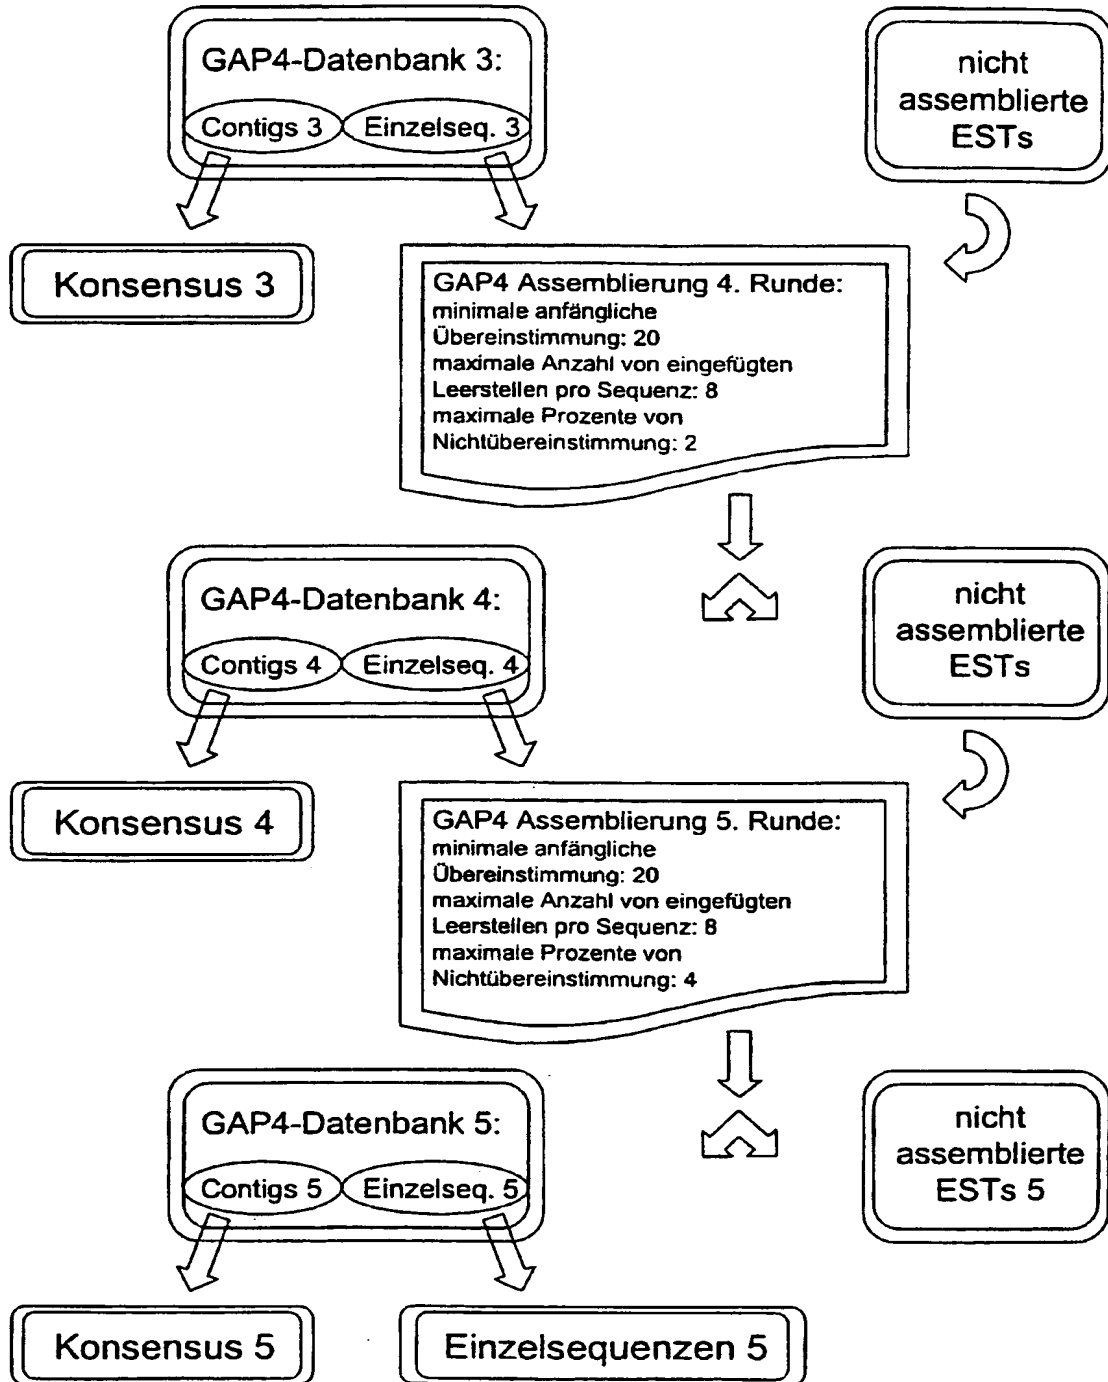 GAP4-Datenbank 3:
Contigs 3
Einzelseq. 3
nicht
assemblierte
ESTs
Konsensus 3
GAP4 Assemblierung 4. Runde:
minimale anfängliche
Übereinstimmung: 20
maximale Anzahl von eingefügten
Leerstellen pro Sequenz: 8
maximale Prozente von
Nichtübereinstimmung: 2
GAP4-Datenbank 4:
Contigs 4
Einzelseq. 4
nicht
assemblierte
ESTs
Konsensus 4
GAP4 Assemblierung 5. Runde:
minimale anfängliche
Übereinstimmung: 20
maximale Anzahl von eingefügten
Leerstellen pro Sequenz: 8
maximale Prozente von
Nichtübereinstimmung: 4
GAP4-Datenbank 5:
Contigs 5
Einzelseq. 5
nicht
assemblierte
ESTs 5
Konsensus 5
Einzelsequenzen 5